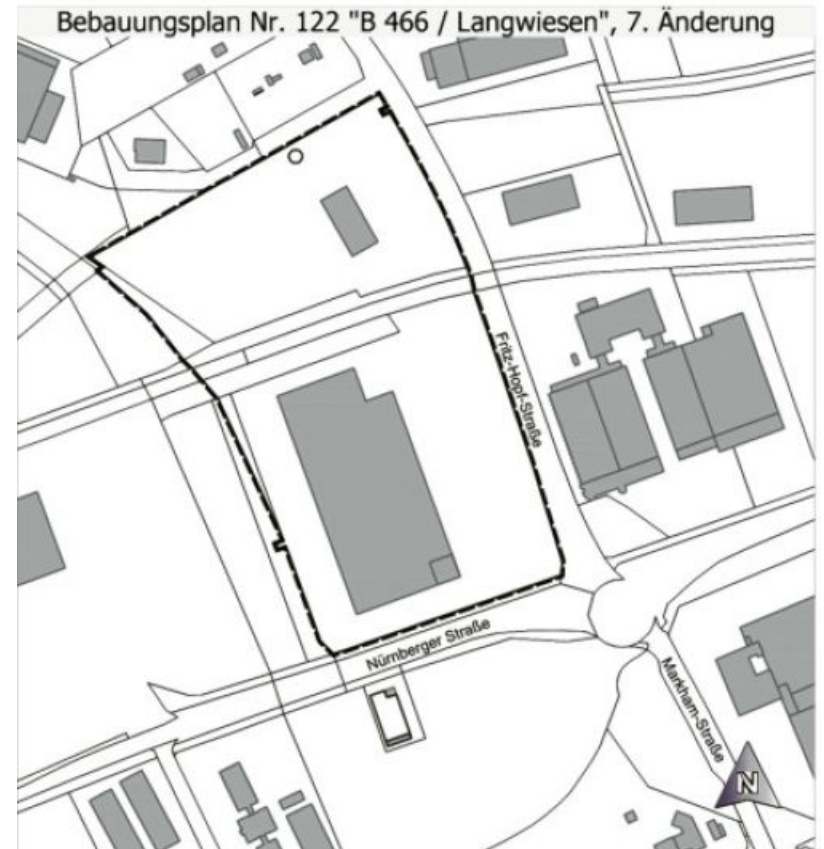 Bebauungsplan Nr. 122 "B 466 / Langwiesen", 7. Änderung
Fritz-Hopf-Straße
Nürnberger Straße
Markham-Straße
N